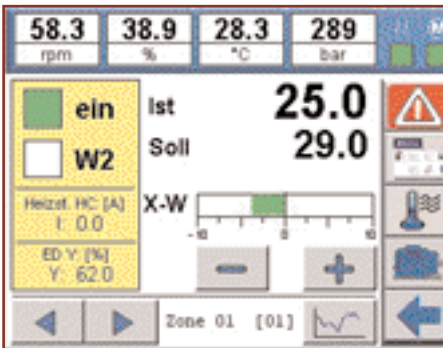 58.3 38.9 28.3 289
rpm % °C bar
ein Ist 25.0
W2 Soll 29.0
Heizst. HC: [A]
I: 0.0
X-W
-10 0 10
ED Y: [%]
Y: 62.0
Zone 01 [01]